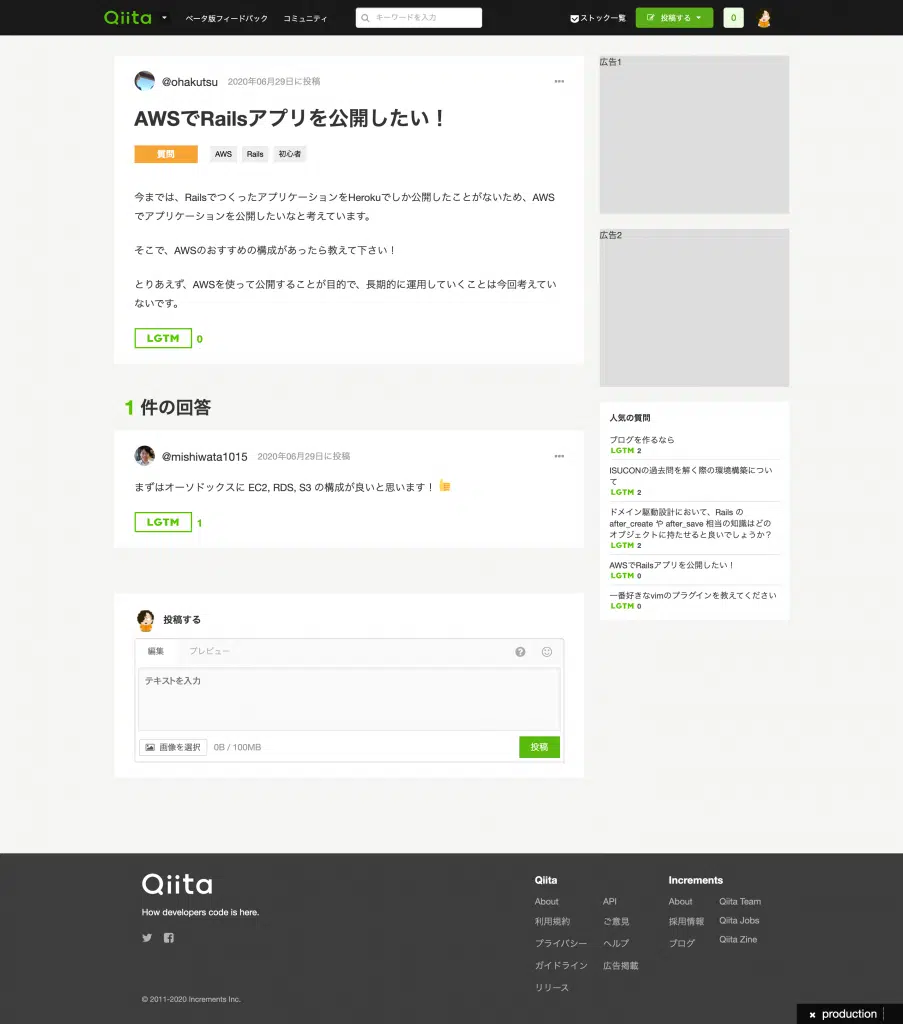 Qiita
ベータ版フィードバック
コミュニティ
キーワードを入力
ストック一覧
投稿する
0
@ohakutsu 2020年06月29日に投稿
AWSでRailsアプリを公開したい！
質問 AWS Rails 初心者
今までは、RailsでつくったアプリケーションをHerokuでしか公開したことがないため、AWS
でアプリケーションを公開したいなと考えています。
そこで、AWSのおすすめの構成があったら教えて下さい！
とりあえず、AWSを使って公開することが目的で、長期的に運用していくことは今回考えてい
ないです。
LGTM 0
1 件の回答
@mishiwata1015 2020年06月29日に投稿
まずはオーソドックスに EC2, RDS, S3 の構成が良いと思います！
LGTM 1
投稿する
編集 プレビュー
テキストを入力
画像を選択 0B / 100MB 投稿
広告1
広告2
人気の質問
ブログを作るなら
LGTM 2
ISUCONの過去問を解く際の環境構築につい
て
LGTM 2
ドメイン駆動設計において、Rails の
after_create や after_save 相当の知識はどの
オブジェクトに持たせると良いでしょうか？
LGTM 2
AWSでRailsアプリを公開したい！
LGTM 0
一番好きなvimのプラグインを教えてください
LGTM 0
Qiita
How developers code is here.
© 2011-2020 Increments Inc.
Qiita
About API
利用規約 ご意見
プライバシー ヘルプ
ガイドライン 広告掲載
リリース
Increments
About Qiita Team
採用情報 Qiita Jobs
ブログ Qiita Zine
× production